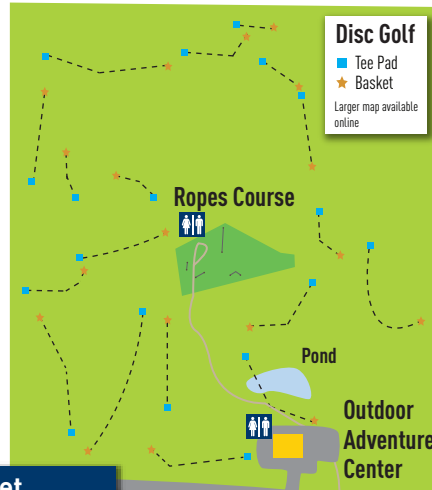 Disc Golf
Tee Pad
Basket
Larger map available
online
Ropes Course
Pond
Outdoor
Adventure
Center